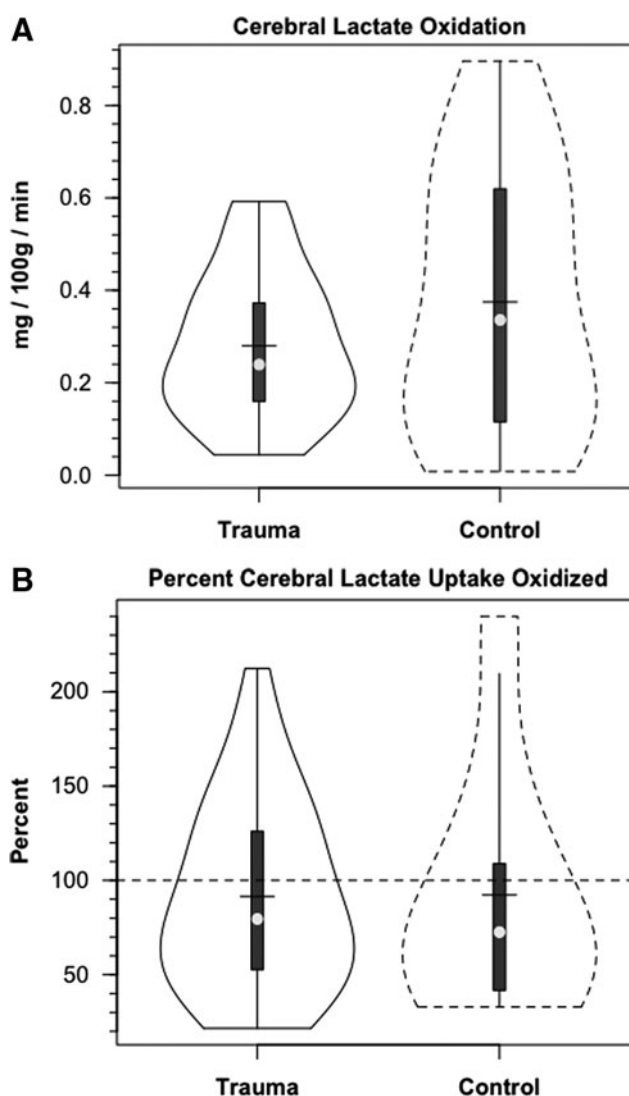 A
Cerebral Lactate Oxidation
mg / 100g / min
0.8
0.6
0.4
0.2
0.0
Trauma Control
B
Percent Cerebral Lactate Uptake Oxidized
Percent
200
150
100
50
Trauma Control